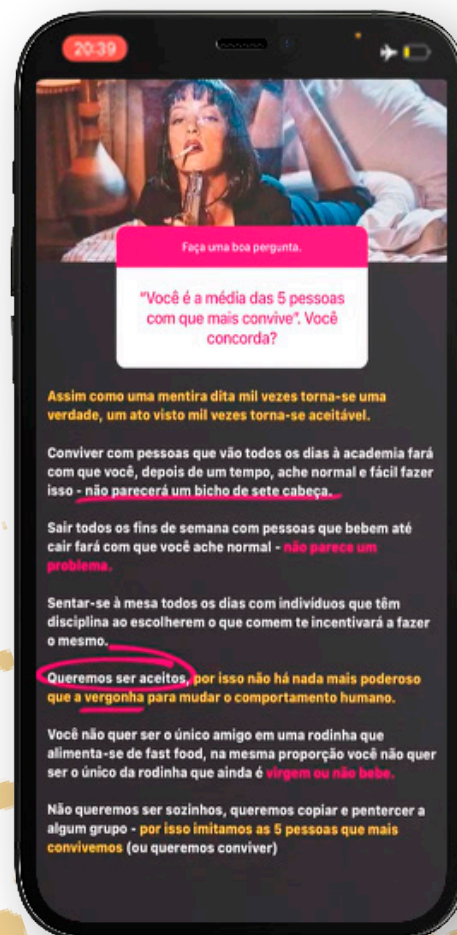 20:39
Faça uma boa pergunta.
"Você é a média das 5 pessoas
com que mais convive". Você
concorda?
Assim como uma mentira dita mil vezes torna-se uma
verdade, um ato visto mil vezes torna-se aceitável.
Conviver com pessoas que vão todos os dias à academia fará
com que você, depois de um tempo, ache normal e fácil fazer
isso - não parecerá um bicho de sete cabeça.
Sair todos os fins de semana com pessoas que bebem até
cair fará com que você ache normal - não parece um
problema.
Sentar-se à mesa todos os dias com indivíduos que têm
disciplina ao escolherem o que comem te incentivará a fazer
o mesmo.
Queremos ser aceitos, por isso não há nada mais poderoso
que a vergonha para mudar o comportamento humano.
Você não quer ser o único amigo em uma rodinha que
alimenta-se de fast food, na mesma proporção você não quer
ser o único da rodinha que ainda é virgem ou não bebe.
Não queremos ser sozinhos, queremos copiar e pentercer a
algum grupo - por isso imitamos as 5 pessoas que mais
convivemos (ou queremos conviver)